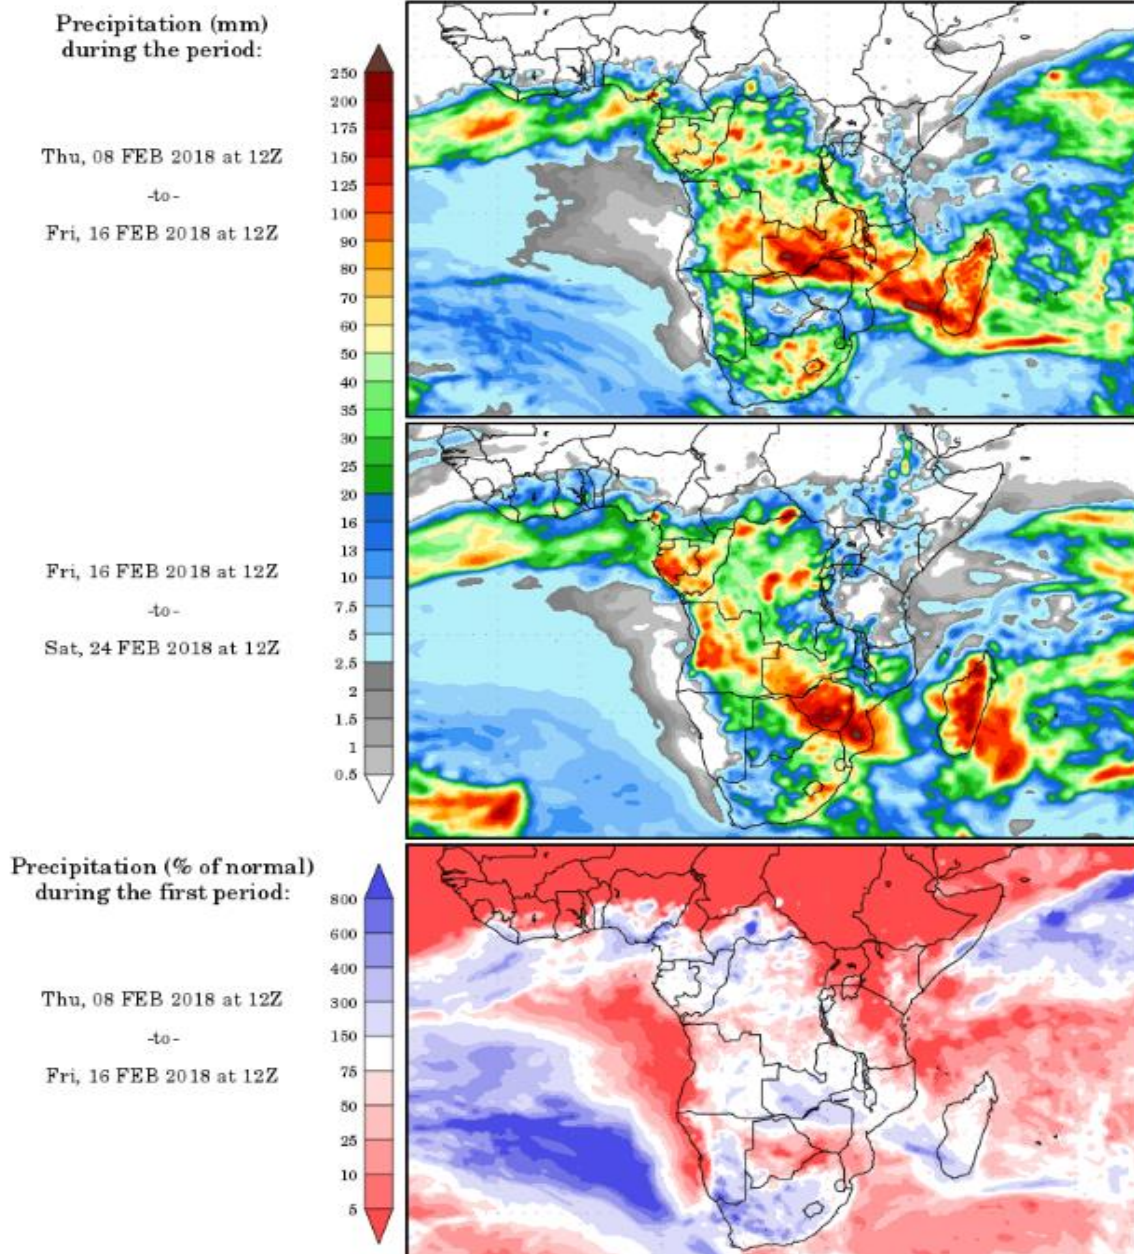 Precipitation (mm)
during the period:
Thu, 08 FEB 2018 at 12Z
-to-
Fri, 16 FEB 2018 at 12Z
Fri, 16 FEB 2018 at 12Z
-to-
Sat, 24 FEB 2018 at 12Z
250
200
175
150
125
100
90
80
70
60
50
40
35
30
25
20
16
13
10
7.5
5
2.5
2
1.5
1
0.5
Precipitation (% of normal)
during the first period:
Thu, 08 FEB 2018 at 12Z
-to-
Fri, 16 FEB 2018 at 12Z
800
600
400
300
150
75
50
25
10
5